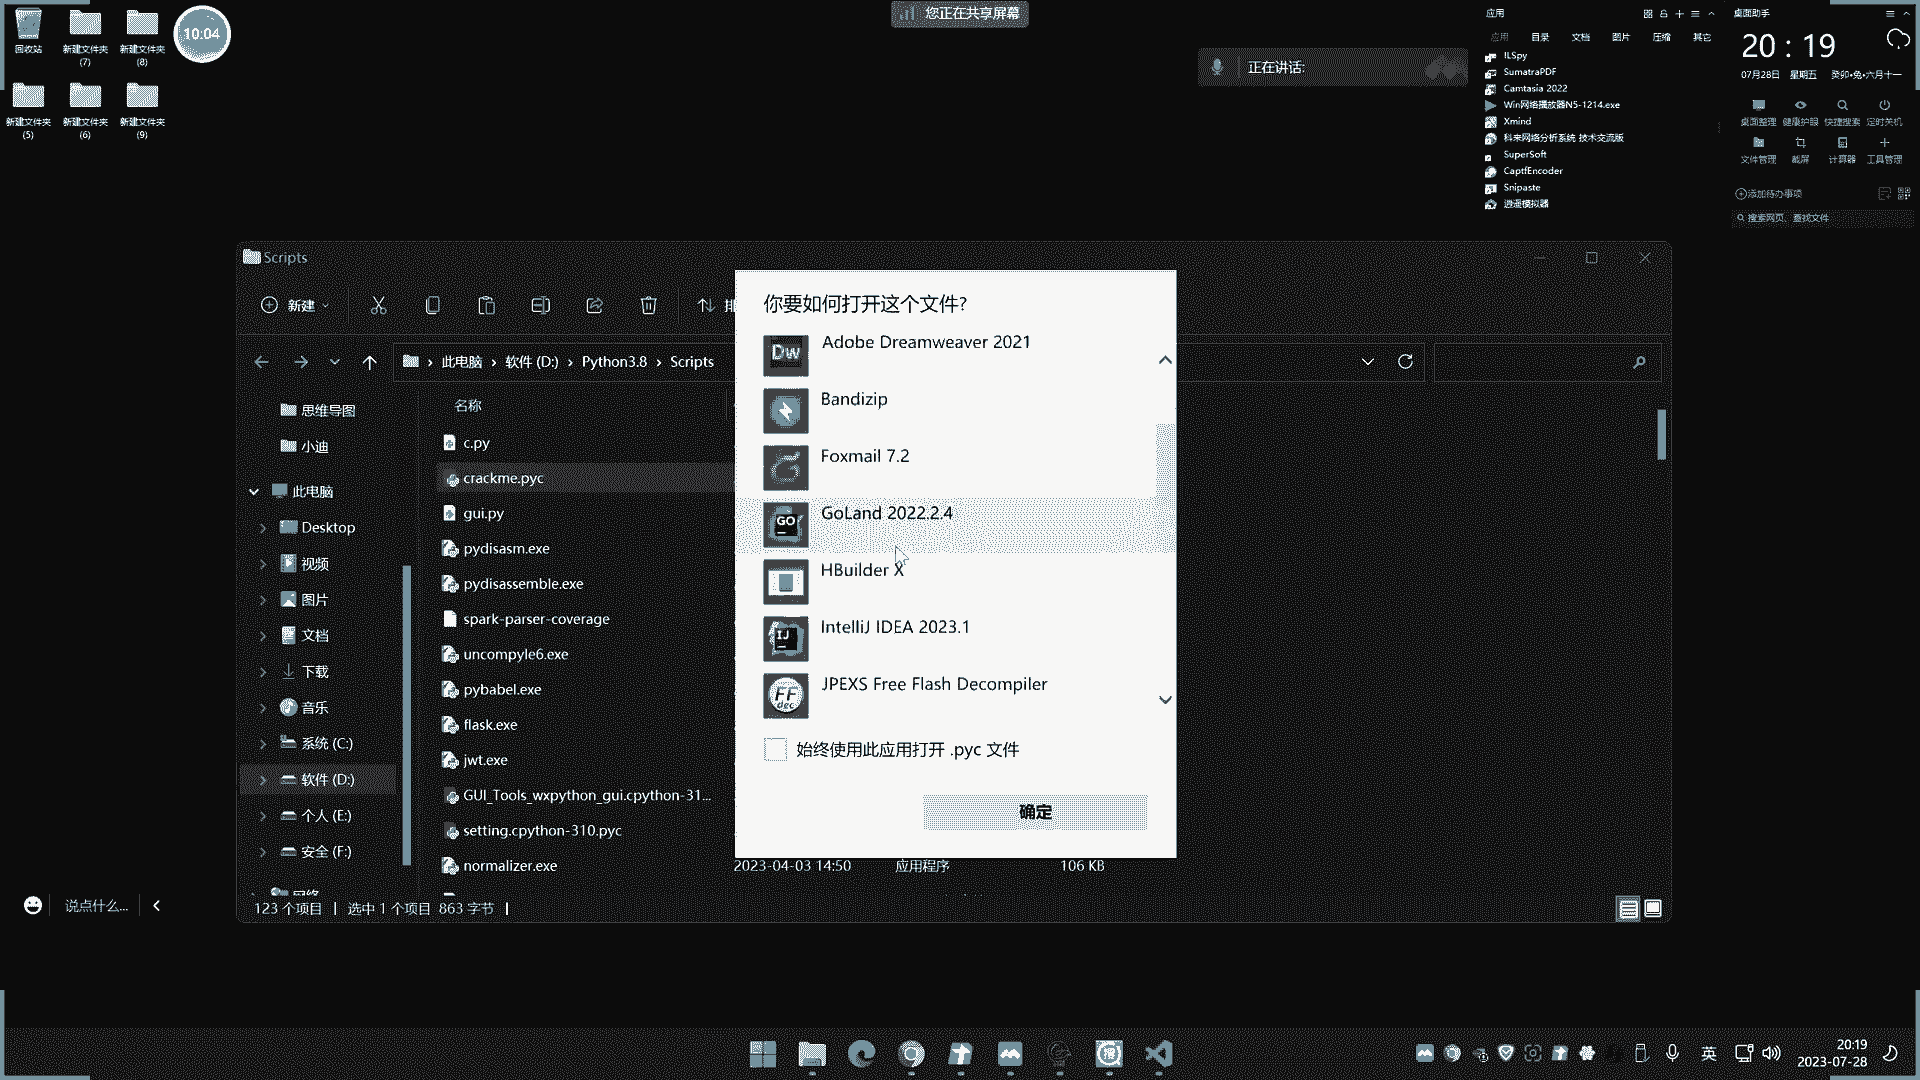 回收站
新建文件夹
(7)
新建文件夹
(8)
10:04
新建文件夹
(5)
新建文件夹
(6)
新建文件夹
(9)
您正在共享屏幕
正在讲话:
应用
应用 目录 文档 图片 压缩 其它
ILSpy
SumatraPDF
Camtasia 2022
Win网络播放器N5-1214.exe
Xmind
科来网络分析系统 技术交流版
SuperSoft
CaptfEncoder
Snipaste
逍遥模拟器
桌面助手
20 : 19
07月28日 星期五 癸卯•兔•六月十一
桌面整理 健康护眼 快捷搜索 定时关机
文件管理 截屏 计算器 工具管理
添加待办事项
搜索网页、查找文件
Scripts
新建
此电脑 › 软件 (D:) › Python3.8 › Scripts
思维导图
小迪
此电脑
Desktop
视频
图片
文档
下载
音乐
系统 (C:)
软件 (D:)
个人 (E:)
安全 (F:)
名称
c.py
crackme.pyc
gui.py
pydisasm.exe
pydisassemble.exe
spark-parser-coverage
uncompyle6.exe
pybabel.exe
flask.exe
jwt.exe
GUI_Tools_wxpython_gui.cpython-31...
setting.cpython-310.pyc
normalizer.exe
2023-04-03 14:50 应用程序 106 KB
123 个项目 | 选中 1 个项目 863 字节 |
你要如何打开这个文件?
Dw Adobe Dreamweaver 2021
Bandizip
Foxmail 7.2
GO GoLand 2022.2.4
HBuilder X
IJ IntelliJ IDEA 2023.1
FF dec JPEXS Free Flash Decompiler
始终使用此应用打开 .pyc 文件
确定
说点什么...
英
20:19
2023-07-28